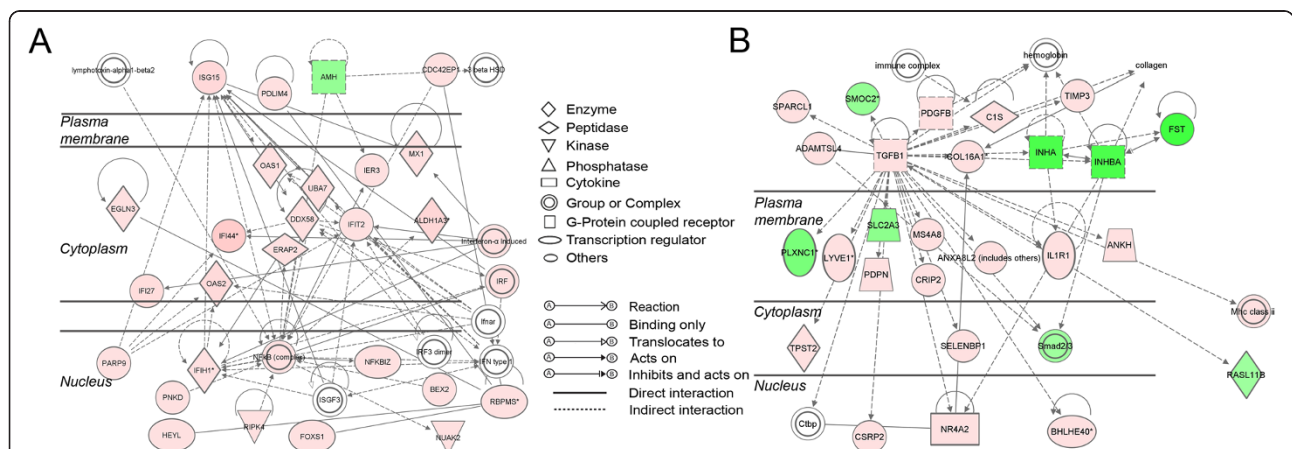 A
lymphotoxin-alpha1-beta2
ISG15
PDLIM4
AMH
CDC42EP1
3 beta HSD
Plasma
membrane
OAS1
UBA7
IER3
MX1
EGLN3
DDX58
IFIT2
ALDH1A3*
IFI44*
ERAP2
Interferon-α Induced
Cytoplasm
IFI27
OAS2
IRF
Ifnar
PARP9
IFIH1*
NFkB (complex)
NFKBIZ
IRF3 dimer
IFN type 1
Nucleus
PNKD
ISGF3
BEX2
RBPMS*
HEYL
RIPK4
FOXS1
NUAK2
Enzyme
Peptidase
Kinase
Phosphatase
Cytokine
Group or Complex
G-Protein coupled receptor
Transcription regulator
Others
A B Reaction
A B Binding only
A B Translocates to
A B Acts on
A B Inhibits and acts on
Direct interaction
Indirect interaction
B
immune complex
hemoglobin
collagen
SPARCL1
SMOC2*
PDGFB
C1S
TIMP3
FST
ADAMTSL4
TGFB1
COL16A1*
INHA
INHBA
Plasma
membrane
SLC2A3
PLXNC1*
LYVE1*
MS4A8
PDPN
CRIP2
ANXA8L2 (includes others)
IL1R1
ANKH
Cytoplasm
Mhc class ii
TPST2
SELENBP1
Smad2/3
RASL11B
Nucleus
Ctbp
CSRP2
NR4A2
BHLHE40*